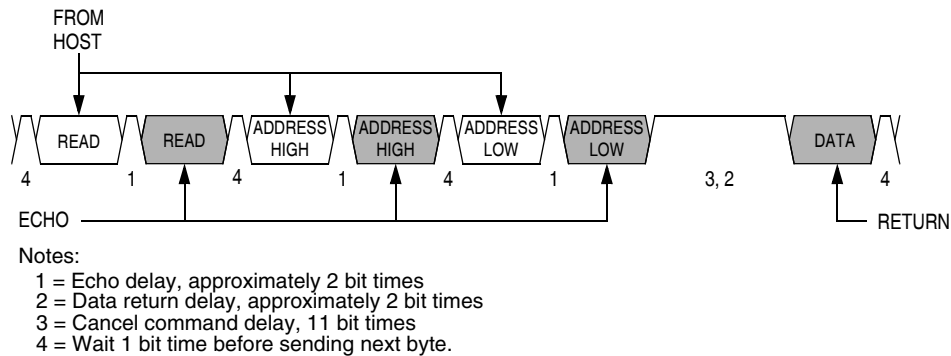 FROM
HOST
READ READ ADDRESS HIGH ADDRESS HIGH ADDRESS LOW ADDRESS LOW DATA
4 1 4 1 4 1 3, 2 4
ECHO RETURN
Notes:
1 = Echo delay, approximately 2 bit times
2 = Data return delay, approximately 2 bit times
3 = Cancel command delay, 11 bit times
4 = Wait 1 bit time before sending next byte.